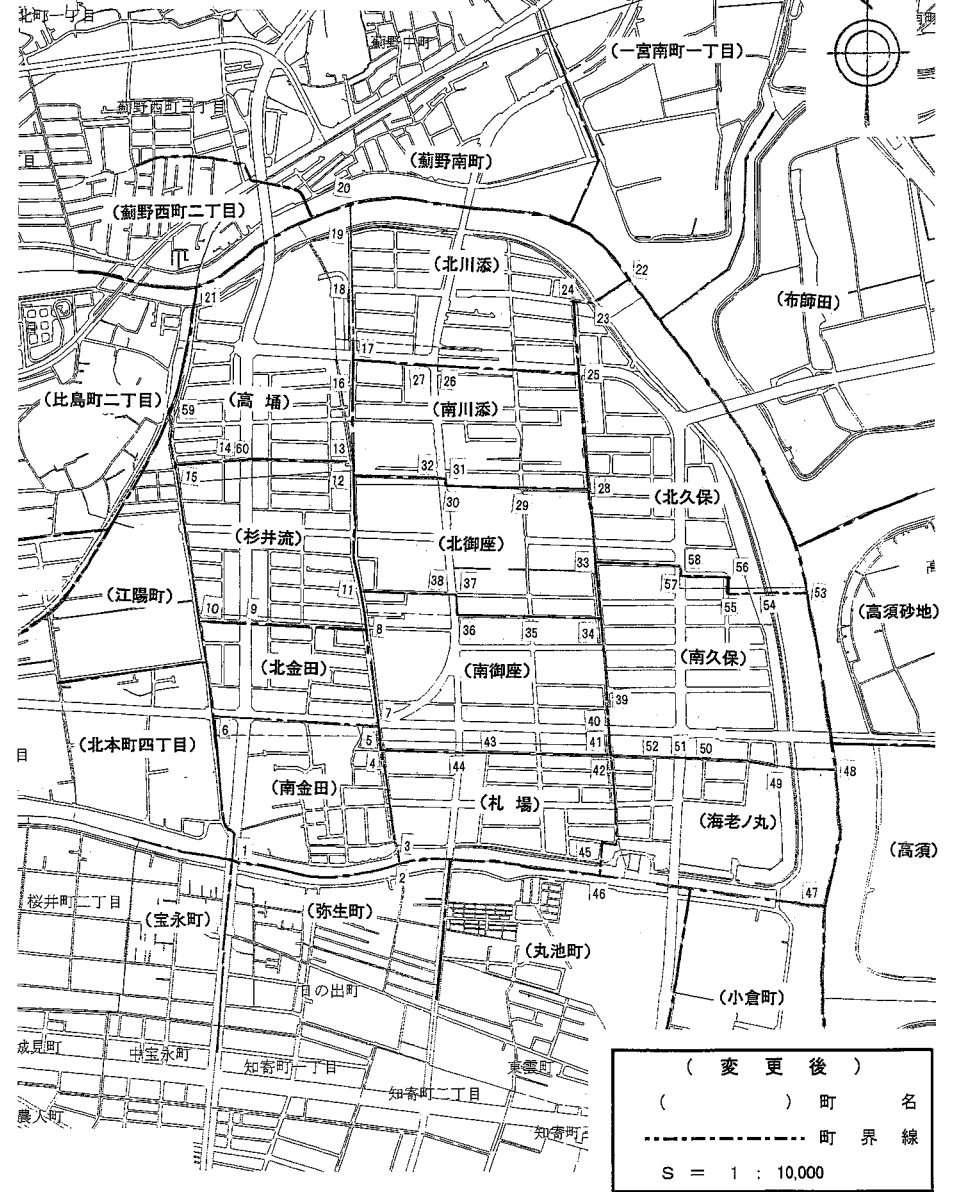 北町一丁目
薊野中町
(一宮南町一丁目)
薊野西町三丁目
(薊野南町)
20
(薊野西町二丁目)
19
(北川添)
22
21
18
24
(布師田)
23
17
16
27 26
25
(比島町二丁目)
(高埇)
(南川添)
59
14 60
13
32 31
15
12
28
(北久保)
30
29
(杉井流)
(北御座)
33
58
56
11
38 37
57
53
(江陽町)
10 9
55
54
(高須砂地)
8
36
35
34
(北金田)
(南御座)
(南久保)
39
7
40
6
5
43
41
52 51 50
(北本町四丁目)
目
4
44
42
48
49
(南金田)
(札場)
(海老ノ丸)
1
3
45
(高須)
2
46
47
桜井町二丁目
(宝永町)
(弥生町)
(丸池町)
日の出町
(小倉町)
城見町
中宝永町
知寄町一丁目
東雲町
知寄町二丁目
農人町
知寄町
(変更後)
( ) 町名
町界線
S = 1 : 10,000